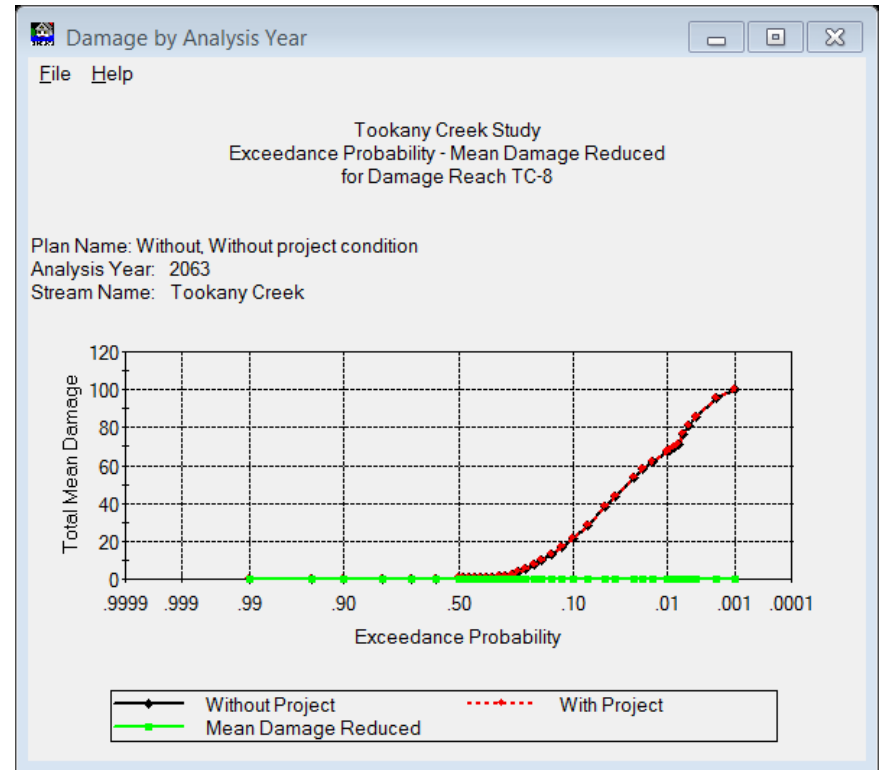 Damage by Analysis Year
File Help
Tookany Creek Study
Exceedance Probability - Mean Damage Reduced
for Damage Reach TC-8
Plan Name: Without, Without project condition
Analysis Year: 2063
Stream Name: Tookany Creek
120
100
80
60
40
20
0
Total Mean Damage
.9999 .999 .99 .90 .50 .10 .01 .001 .0001
Exceedance Probability
Without Project With Project
Mean Damage Reduced